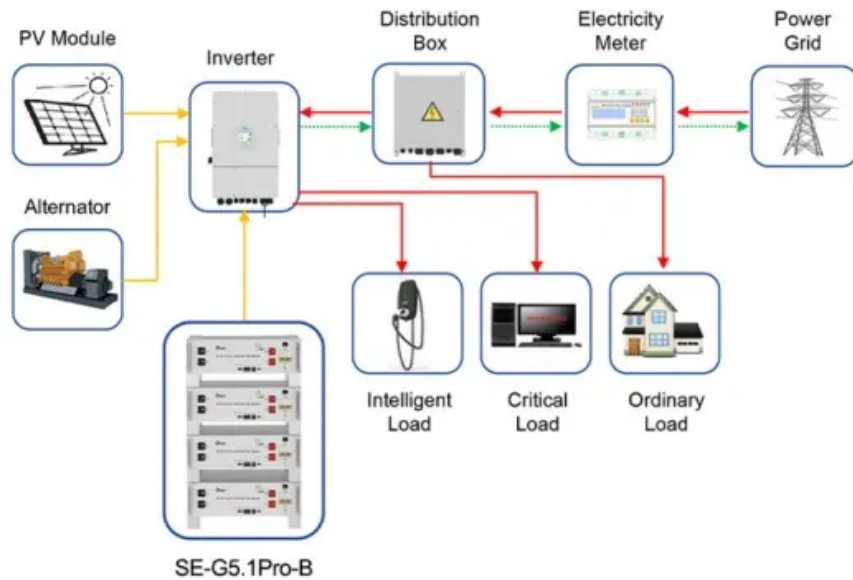 PV Module
Inverter
Distribution
Box
Electricity
Meter
Power
Grid
Alternator
Intelligent
Load
Critical
Load
Ordinary
Load
SE-G5.1Pro-B